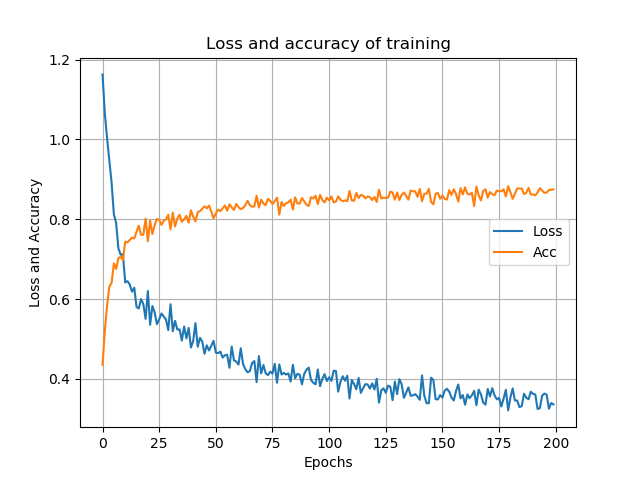 Loss and accuracy of training
1.2
1.0
0.8
0.6
0.4
Loss and Accuracy
Loss
Acc
0 25 50 75 100 125 150 175 200
Epochs